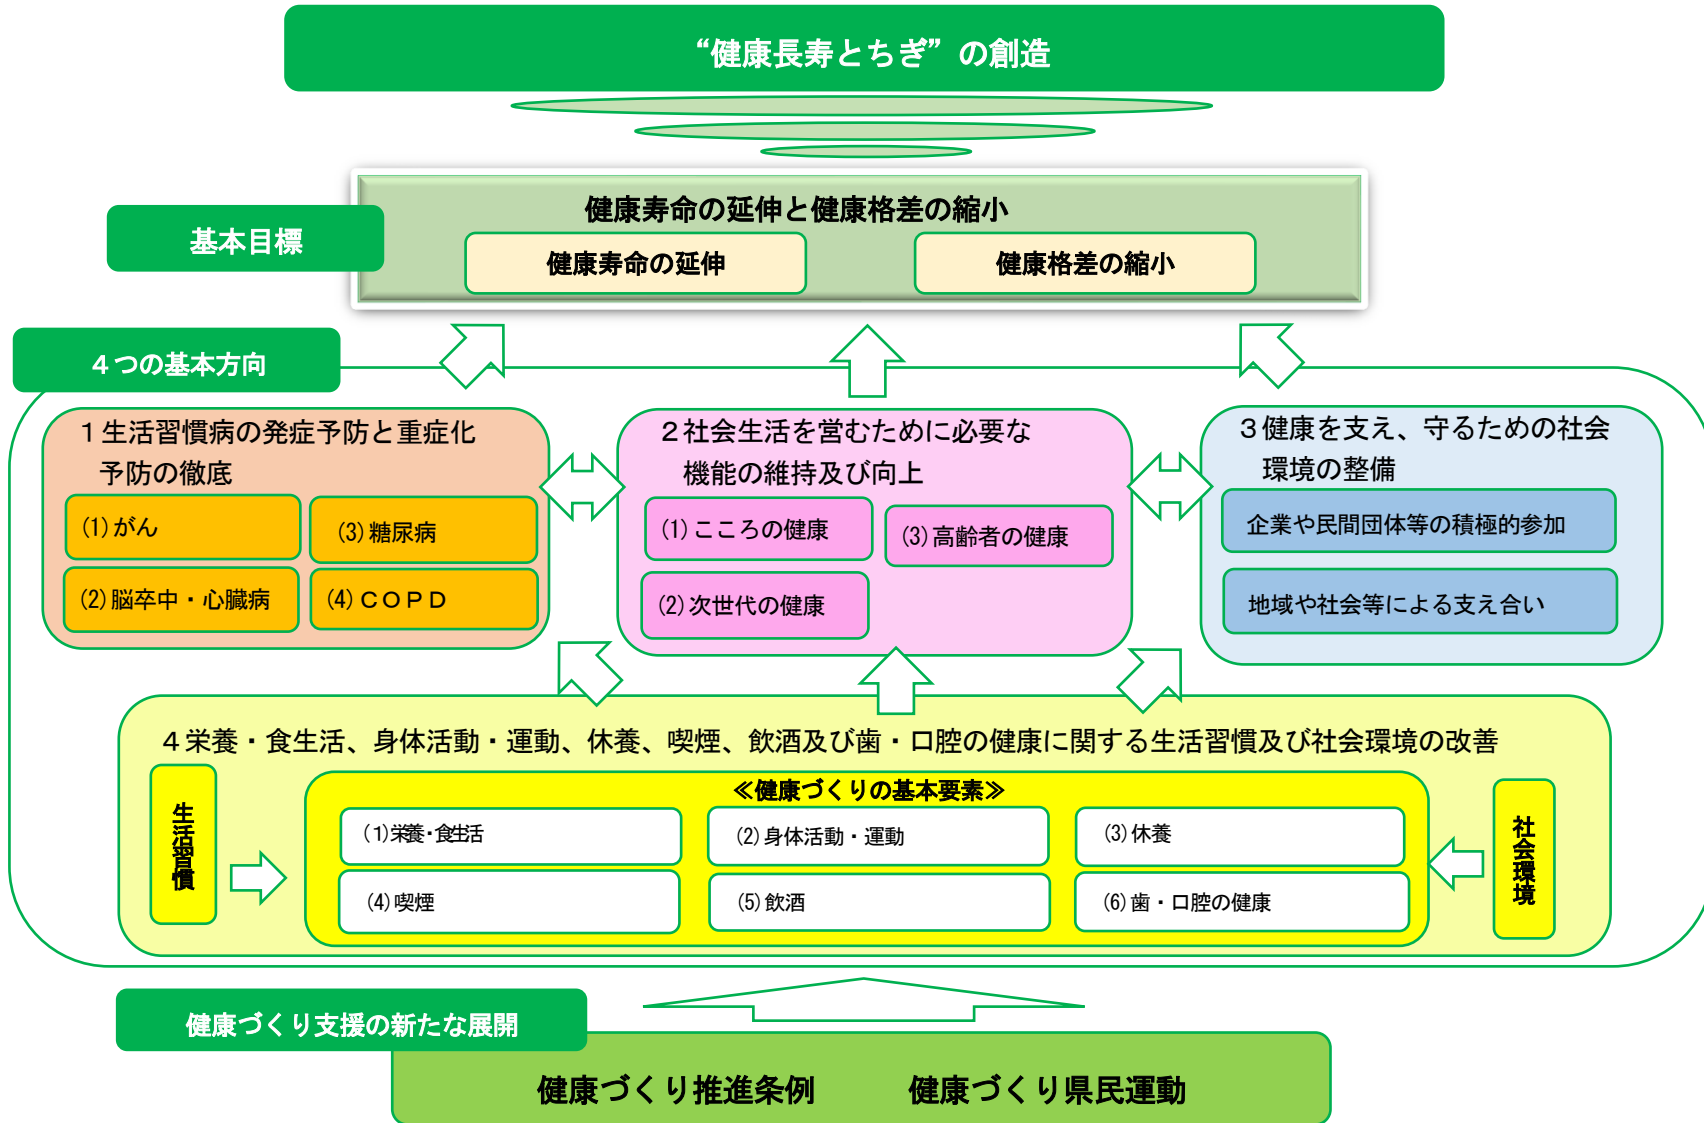 “健康長寿とちぎ”の創造
健康寿命の延伸と健康格差の縮小
基本目標
健康寿命の延伸
健康格差の縮小
４つの基本方向
１生活習慣病の発症予防と重症化
予防の徹底
(1)がん
(3)糖尿病
(2)脳卒中・心臓病
(4)ＣＯＰＤ
２社会生活を営むために必要な
機能の維持及び向上
(1)こころの健康
(3)高齢者の健康
(2)次世代の健康
３健康を支え、守るための社会
環境の整備
企業や民間団体等の積極的参加
地域や社会等による支え合い
４栄養・食生活、身体活動・運動、休養、喫煙、飲酒及び歯・口腔の健康に関する生活習慣及び社会環境の改善
生活習慣
≪健康づくりの基本要素≫
(1)栄養・食生活
(2)身体活動・運動
(3)休養
(4)喫煙
(5)飲酒
(6)歯・口腔の健康
社会環境
健康づくり支援の新たな展開
健康づくり推進条例
健康づくり県民運動